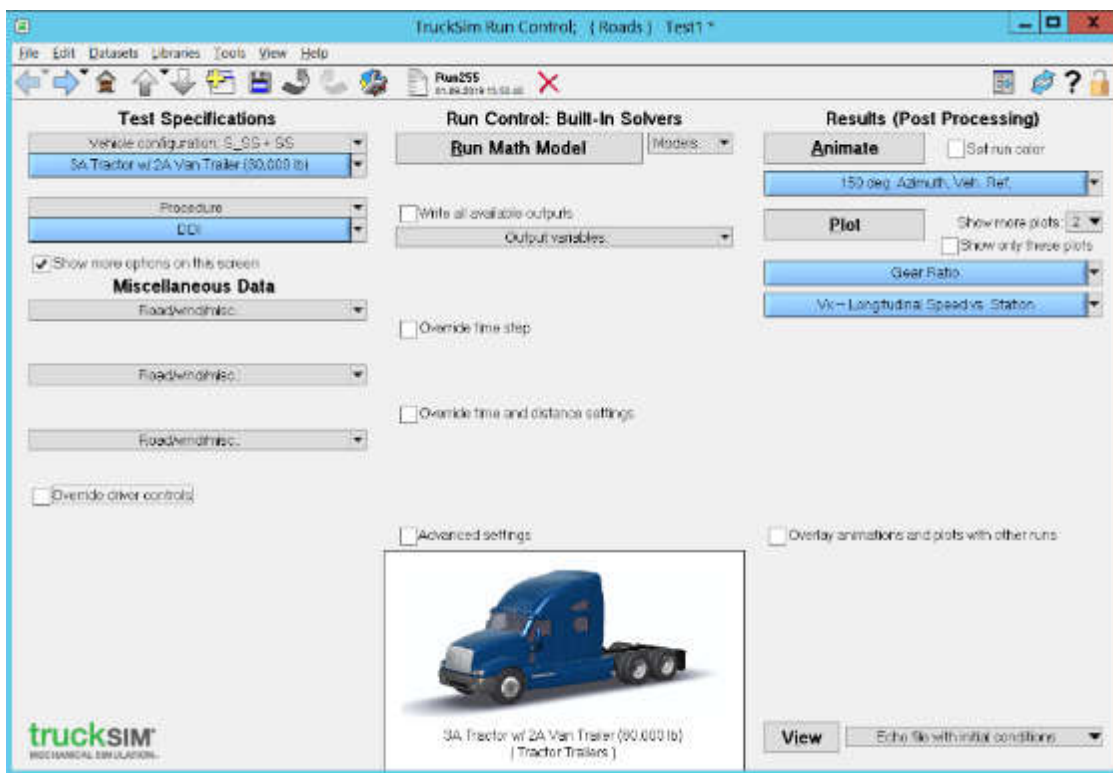 TruckSim Run Control; { Roads } Test1 *
File Edit Datasets Libraries Tools View Help
Run255
Test Specifications
Vehicle configuration: S_SS + SS
3A Tractor w/ 2A Van Trailer (80,000 lb)
Procedure
DDI
Show more options on this screen
Miscellaneous Data
Road/wind/misc.
Road/wind/misc.
Road/wind/misc.
Override driver controls
Run Control: Built-In Solvers
Run Math Model
Models
Write all available outputs
Output variables
Override time step
Override time and distance settings
Advanced settings
3A Tractor w/ 2A Van Trailer (80,000 lb)
{ Tractor Trailers }
Results (Post Processing)
Animate
Set run color
150 deg. Azimuth, Veh. Ref.
Plot
Show more plots: 2
Show only these plots
Gear Ratio
Vx -- Longitudinal Speed vs. Station
Overlay animations and plots with other runs
View
Echo file with initial conditions
truckSIM
MECHANICAL SIMULATION